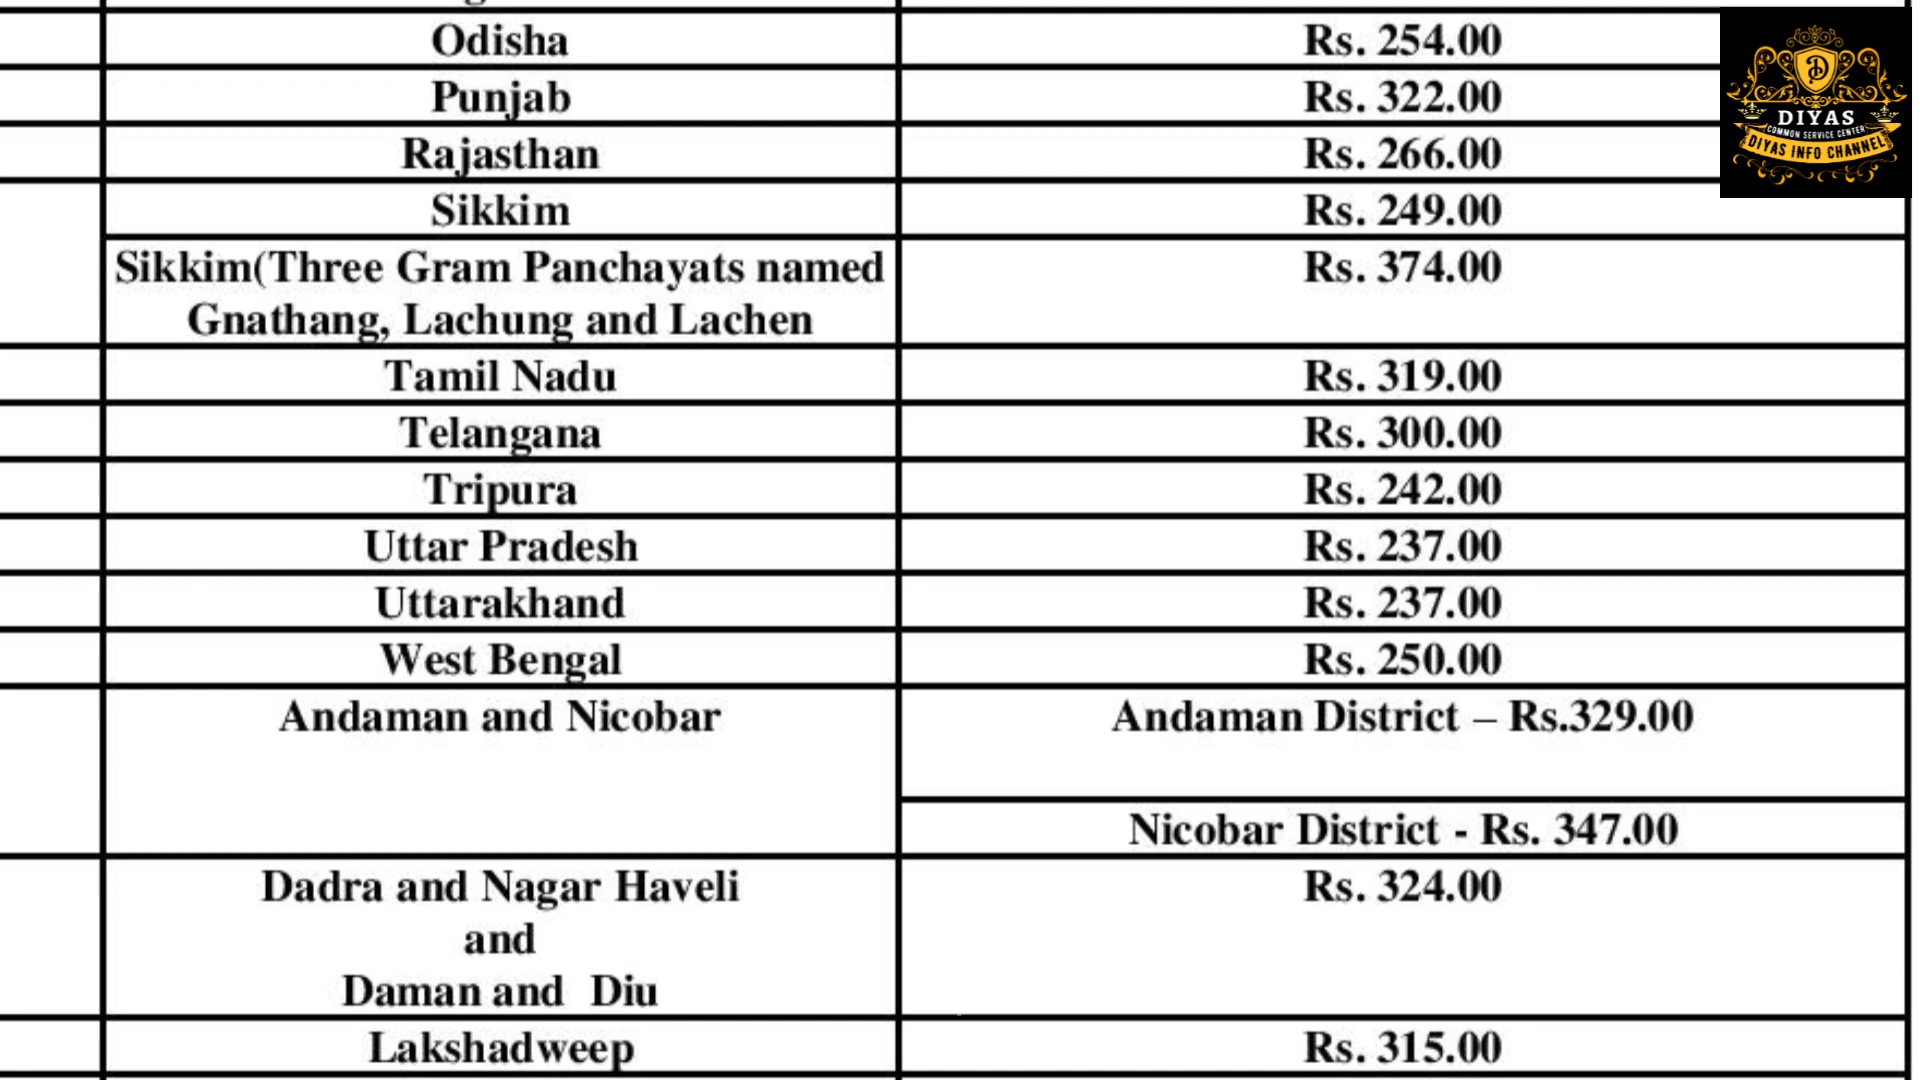 Odisha Rs. 254.00
Punjab Rs. 322.00
Rajasthan Rs. 266.00
Sikkim Rs. 249.00
Sikkim(Three Gram Panchayats named Rs. 374.00
Gnathang, Lachung and Lachen
Tamil Nadu Rs. 319.00
Telangana Rs. 300.00
Tripura Rs. 242.00
Uttar Pradesh Rs. 237.00
Uttarakhand Rs. 237.00
West Bengal Rs. 250.00
Andaman and Nicobar Andaman District – Rs.329.00
Nicobar District - Rs. 347.00
Dadra and Nagar Haveli Rs. 324.00
and
Daman and Diu
Lakshadweep Rs. 315.00
D
DIYAS
COMMON SERVICE CENTER
DIYAS INFO CHANNEL